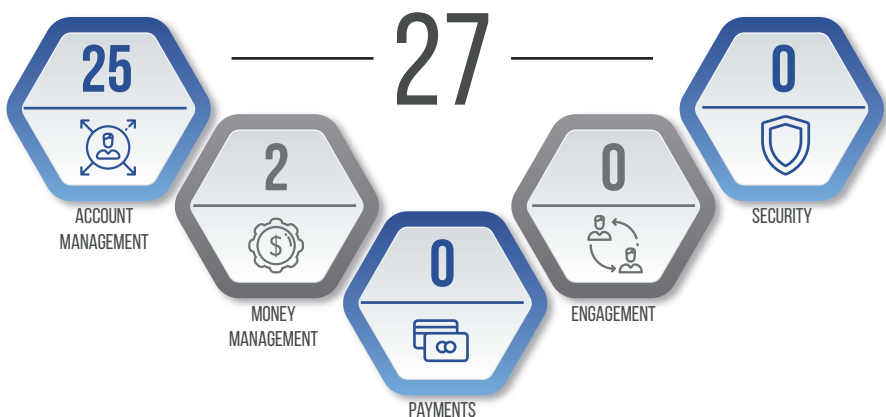 27
25
ACCOUNT
MANAGEMENT
2
MONEY
MANAGEMENT
0
PAYMENTS
0
ENGAGEMENT
0
SECURITY